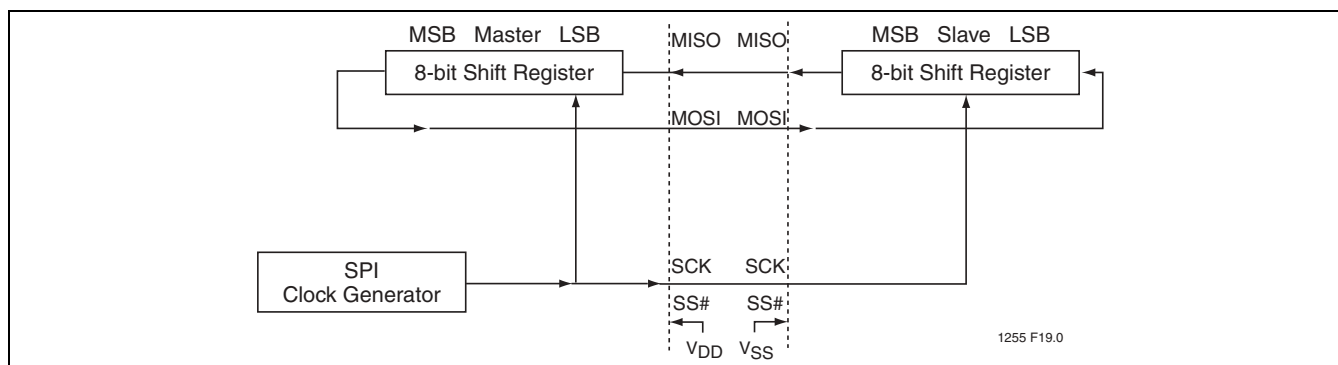 MSB Master LSB
8-bit Shift Register
MISO MISO
MSB Slave LSB
8-bit Shift Register
MOSI MOSI
SPI
Clock Generator
SCK SCK
SS# SS#
VDD VSS
1255 F19.0